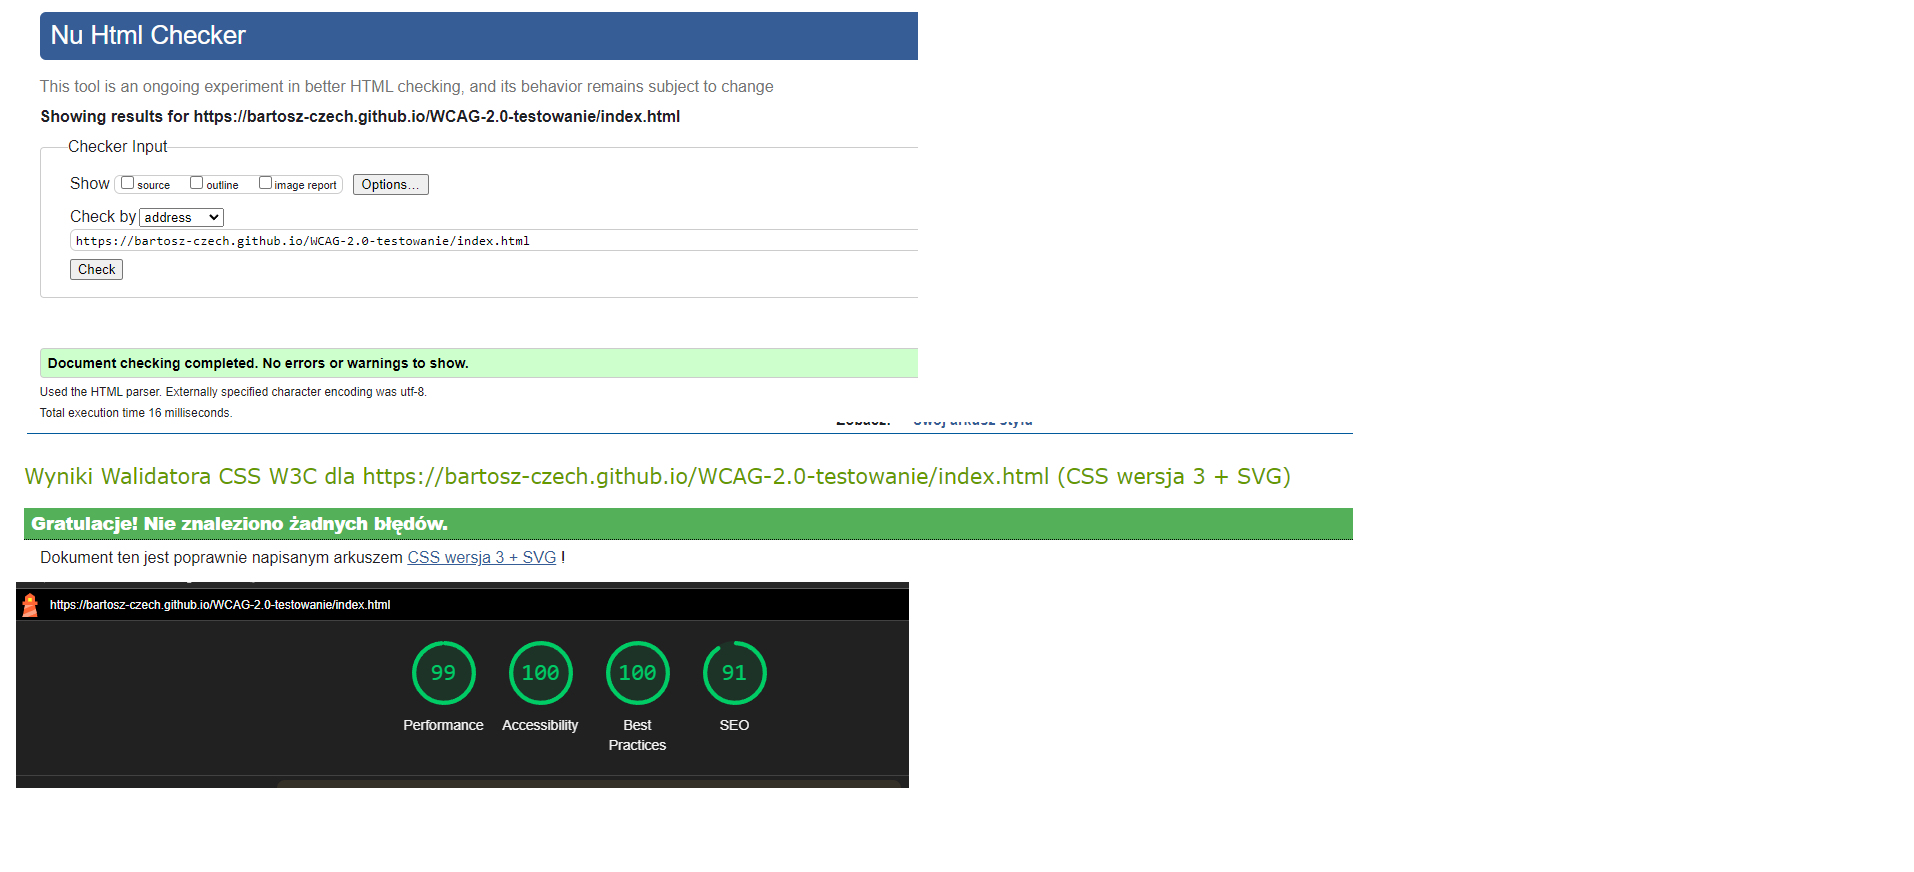 Nu Html Checker
This tool is an ongoing experiment in better HTML checking, and its behavior remains subject to change
Showing results for https://bartosz-czech.github.io/WCAG-2.0-testowanie/index.html
Checker Input
Show source outline image report Options...
Check by address
https://bartosz-czech.github.io/WCAG-2.0-testowanie/index.html
Check
Document checking completed. No errors or warnings to show.
Used the HTML parser. Externally specified character encoding was utf-8.
Total execution time 16 milliseconds.
Wyniki Walidatora CSS W3C dla https://bartosz-czech.github.io/WCAG-2.0-testowanie/index.html (CSS wersja 3 + SVG)
Gratulacje! Nie znaleziono żadnych błędów.
Dokument ten jest poprawnie napisanym arkuszem CSS wersja 3 + SVG !
https://bartosz-czech.github.io/WCAG-2.0-testowanie/index.html
99 100 100 91
Performance Accessibility Best Practices SEO